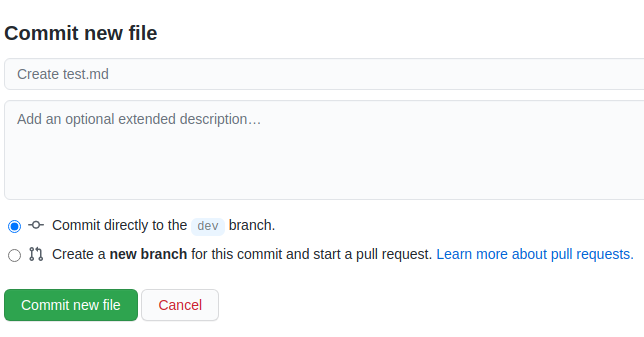 Commit new file
Create test.md
Add an optional extended description…
Commit directly to the dev branch.
Create a new branch for this commit and start a pull request. Learn more about pull requests.
Commit new file Cancel